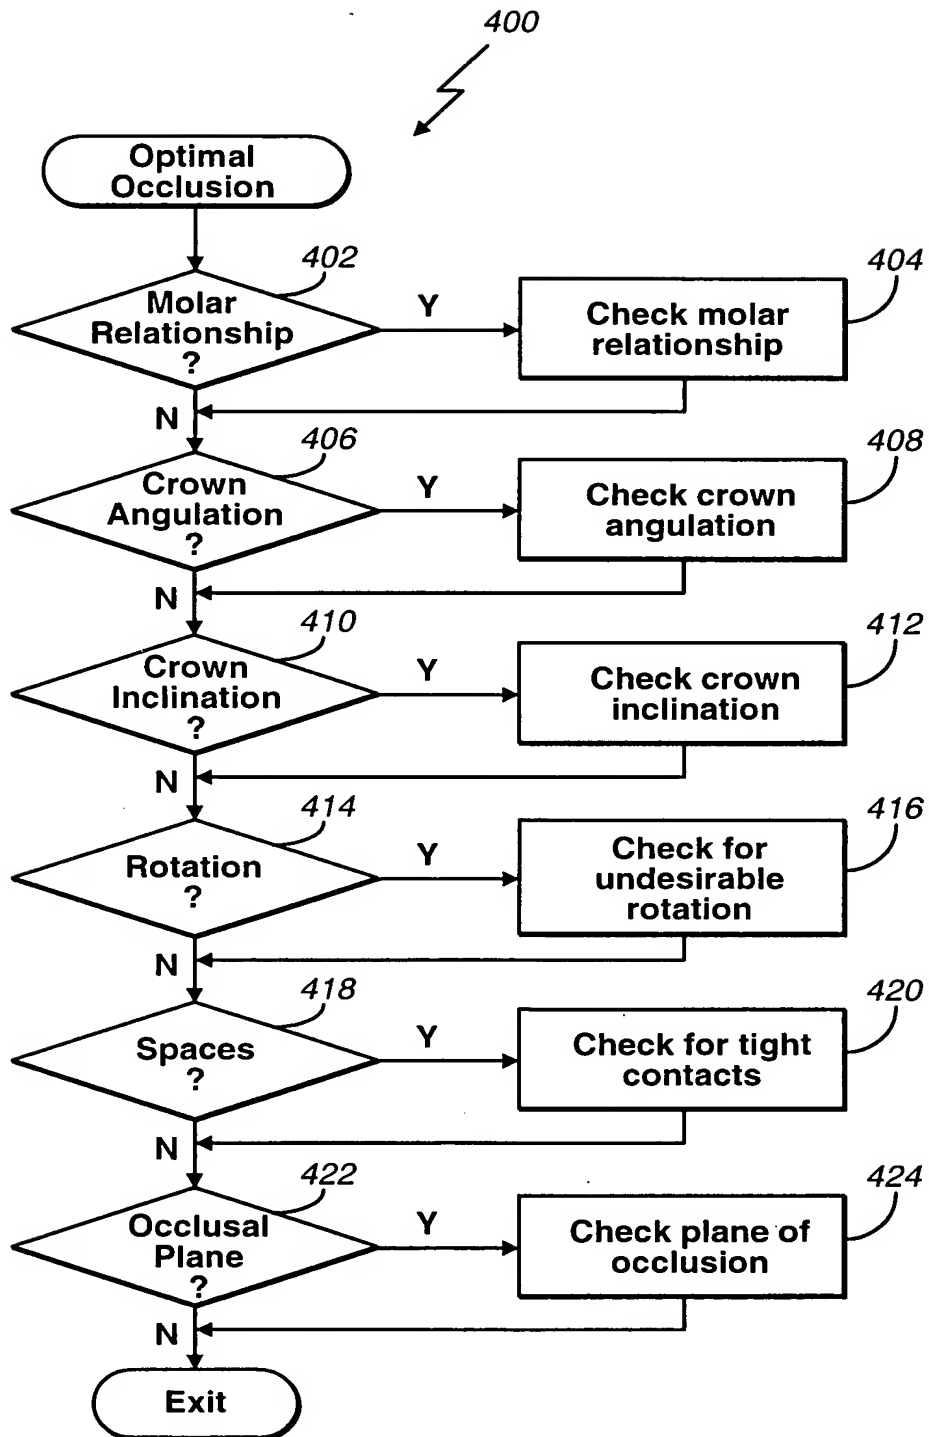 400
Optimal
Occlusion
402
Molar
Relationship
?
Y
404
Check molar
relationship
N
406
Crown
Angulation
?
Y
408
Check crown
angulation
N
410
Crown
Inclination
?
Y
412
Check crown
inclination
N
414
Rotation
?
Y
416
Check for
undesirable
rotation
N
418
Spaces
?
Y
420
Check for tight
contacts
N
422
Occlusal
Plane
?
Y
424
Check plane of
occlusion
N
Exit